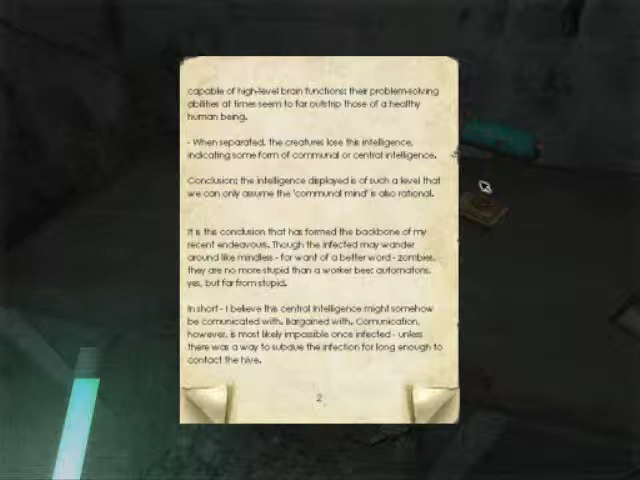 capable of high-level brain functions; their problem-solving
abilities at times seem to far outstrip those of a healthy
human being.
- When separated, the creatures lose this intelligence,
indicating some form of communal or central intelligence.
Conclusion; the intelligence displayed is of such a level that
we can only assume the 'communal mind' is also rational.
It is this conclusion that has formed the backbone of my
recent endeavours. Though the infected may wander
around like mindless - for want of a better word - zombies,
they are no more stupid than a worker bee; automatons,
yes, but far from stupid.
In short - I believe this central intelligence might somehow
be comunicated with. Bargained with. Comunication,
however, is most likely impossible once infected - unless
there was a way to subdue the infection for long enough to
contact the hive.
2